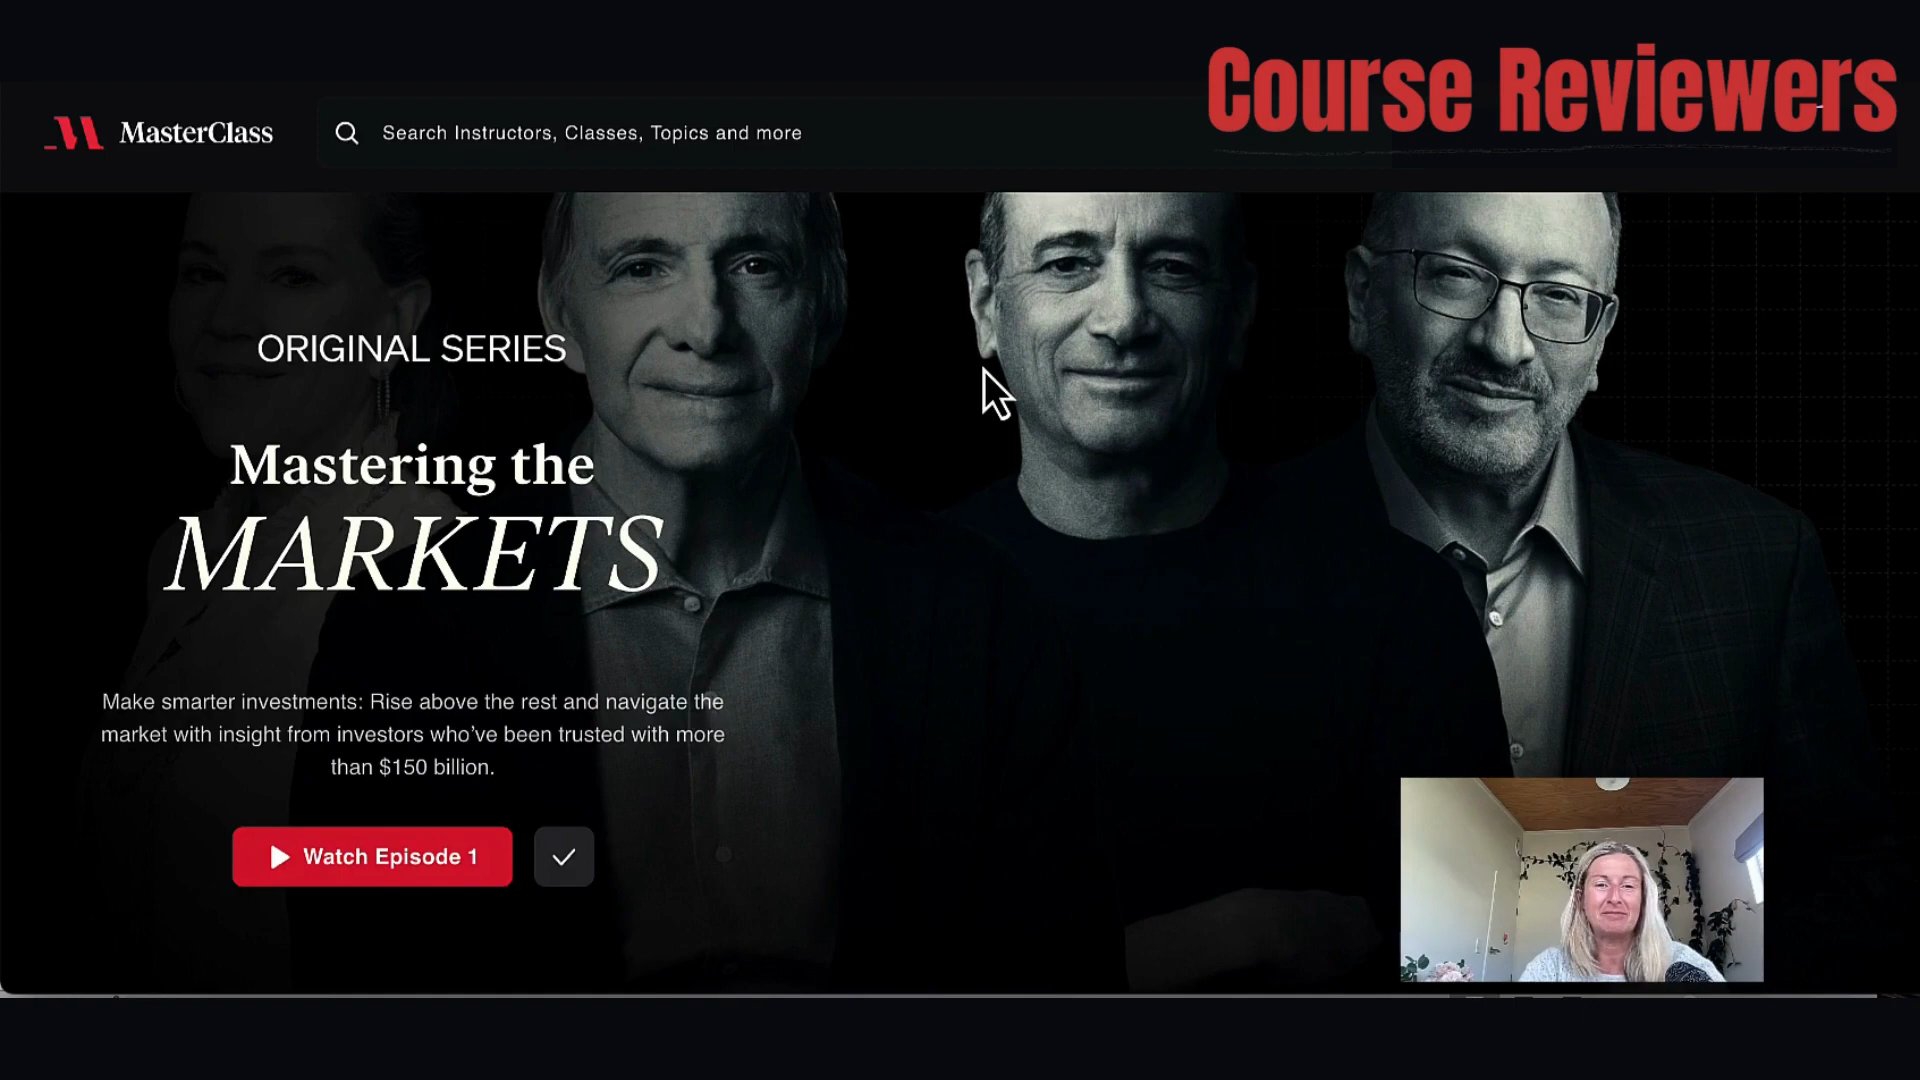 Course Reviewers
MasterClass
Search Instructors, Classes, Topics and more
ORIGINAL SERIES
Mastering the
MARKETS
Make smarter investments: Rise above the rest and navigate the
market with insight from investors who’ve been trusted with more
than $150 billion.
Watch Episode 1